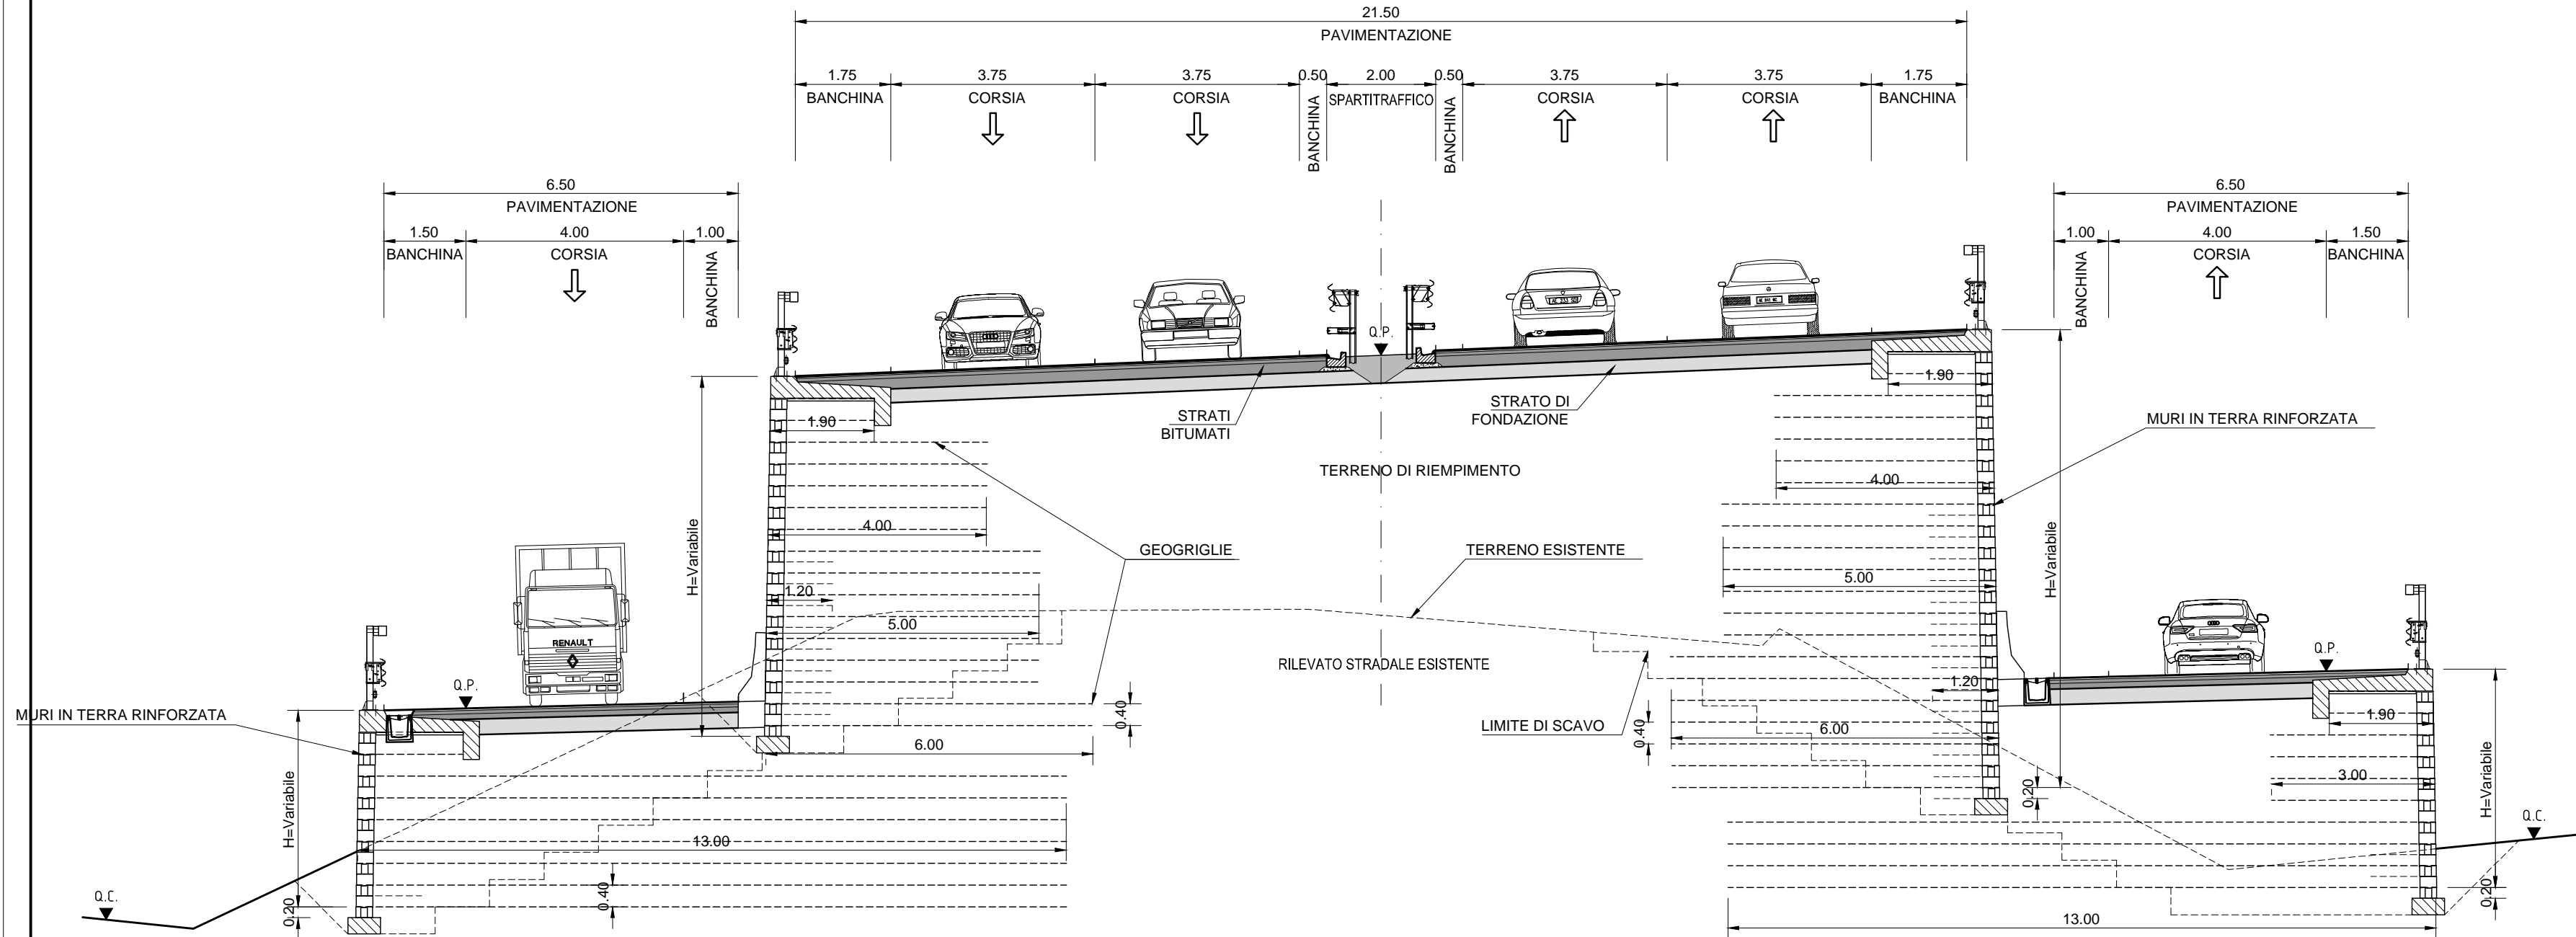 21.50
PAVIMENTAZIONE
1.75 3.75 3.75 0.50 2.00 0.50 3.75 3.75 1.75
BANCHINA CORSIA CORSIA BANCHINA SPARTITRAFFICO BANCHINA CORSIA CORSIA BANCHINA
6.50
PAVIMENTAZIONE
1.50 4.00 1.00
BANCHINA CORSIA BANCHINA
6.50
PAVIMENTAZIONE
1.00 4.00 1.50
BANCHINA CORSIA BANCHINA
Q.P.
1.90
1.90
STRATI
BITUMATI
STRATO DI
FONDAZIONE
MURI IN TERRA RINFORZATA
TERRENO DI RIEMPIMENTO
4.00
4.00
H=Variabile
H=Variabile
GEOGRIGLIE
TERRENO ESISTENTE
1.20
5.00
5.00
RENAULT
RILEVATO STRADALE ESISTENTE
Q.P.
Q.P.
1.20
MURI IN TERRA RINFORZATA
0.40
LIMITE DI SCAVO
0.40
6.00
6.00
1.90
3.00
H=Variabile
H=Variabile
0.20
13.00
0.40
Q.C.
0.20
Q.C.
0.20
13.00